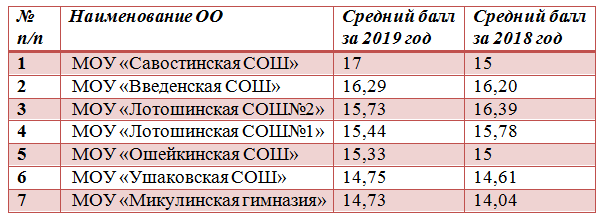 № Наименование ОО Средний балл Средний балл
п/п за 2019 год за 2018 год
1 МОУ «Савостинская СОШ» 17 15
2 МОУ «Введенская СОШ» 16,29 16,20
3 МОУ «Лотошинская СОШ№2» 15,73 16,39
4 МОУ «Лотошинская СОШ№1» 15,44 15,78
5 МОУ «Ошейкинская СОШ» 15,33 15
6 МОУ «Ушаковская СОШ» 14,75 14,61
7 МОУ «Микулинская гимназия» 14,73 14,04